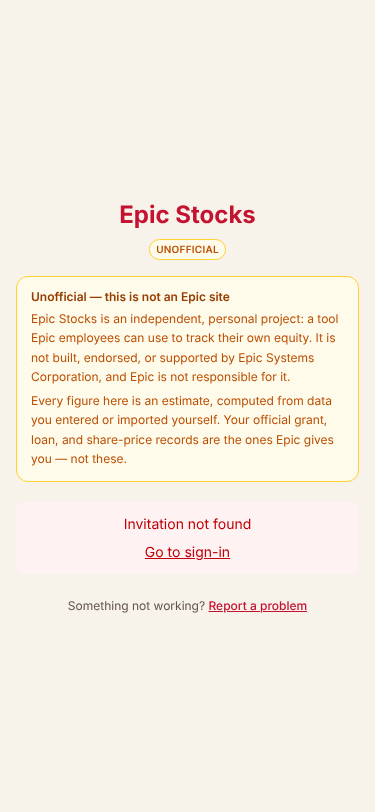 Epic Stocks
UNOFFICIAL
Unofficial — this is not an Epic site
Epic Stocks is an independent, personal project: a tool
Epic employees can use to track their own equity. It is
not built, endorsed, or supported by Epic Systems
Corporation, and Epic is not responsible for it.
Every figure here is an estimate, computed from data
you entered or imported yourself. Your official grant,
loan, and share-price records are the ones Epic gives
you — not these.
Invitation not found
Go to sign-in
Something not working? Report a problem